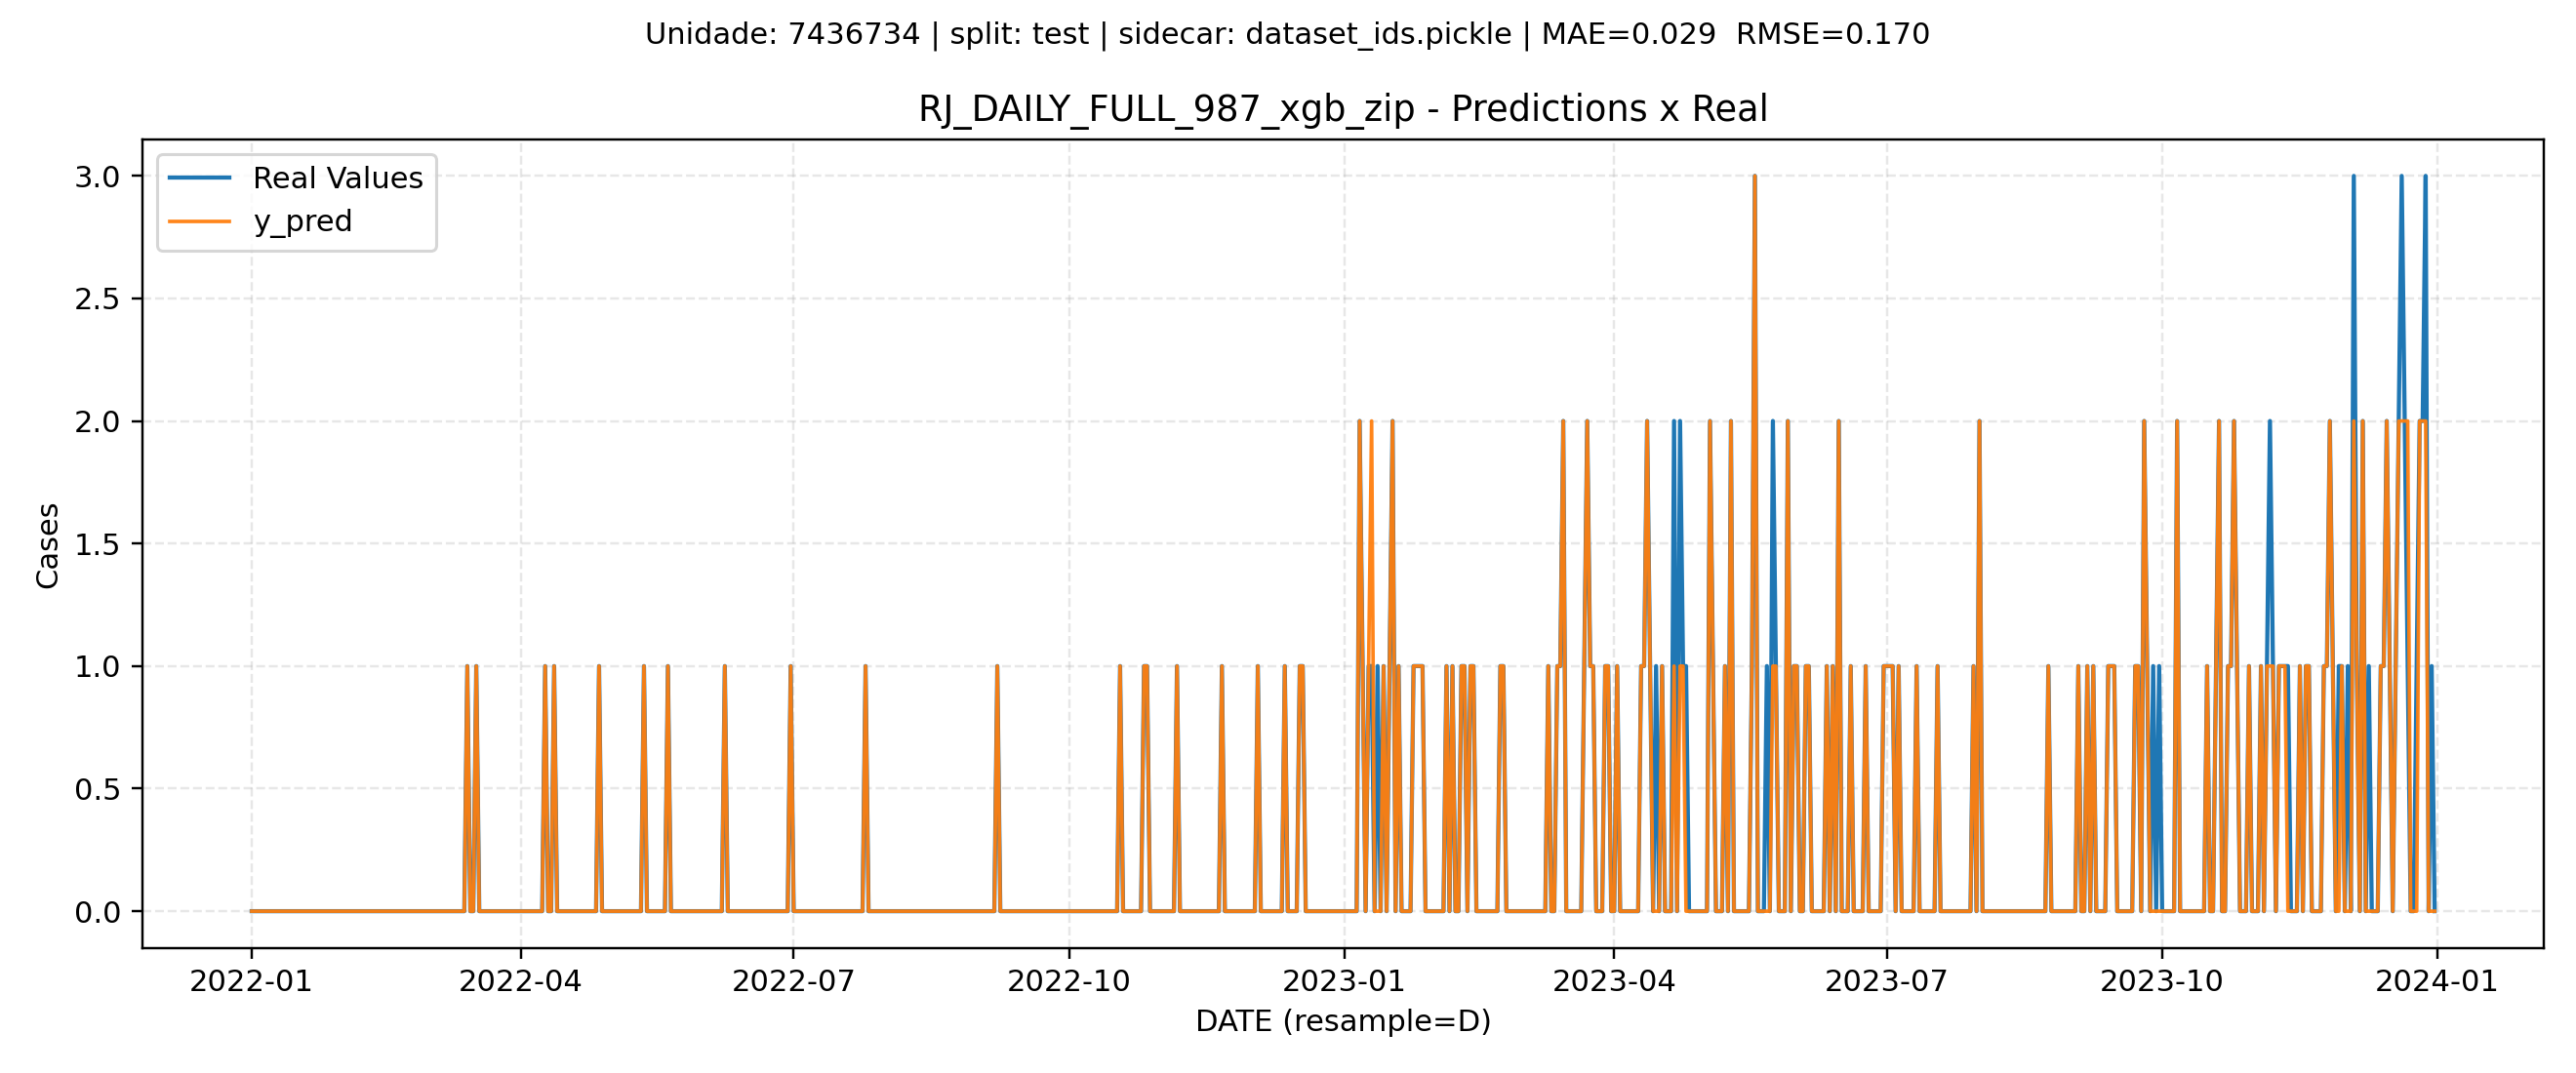 Unidade: 7436734 | split: test | sidecar: dataset_ids.pickle | MAE=0.029  RMSE=0.170
RJ_DAILY_FULL_987_xgb_zip - Predictions x Real
Real Values
y_pred
3.0
2.5
2.0
1.5
1.0
0.5
0.0
Cases
2022-01 2022-04 2022-07 2022-10 2023-01 2023-04 2023-07 2023-10 2024-01
DATE (resample=D)